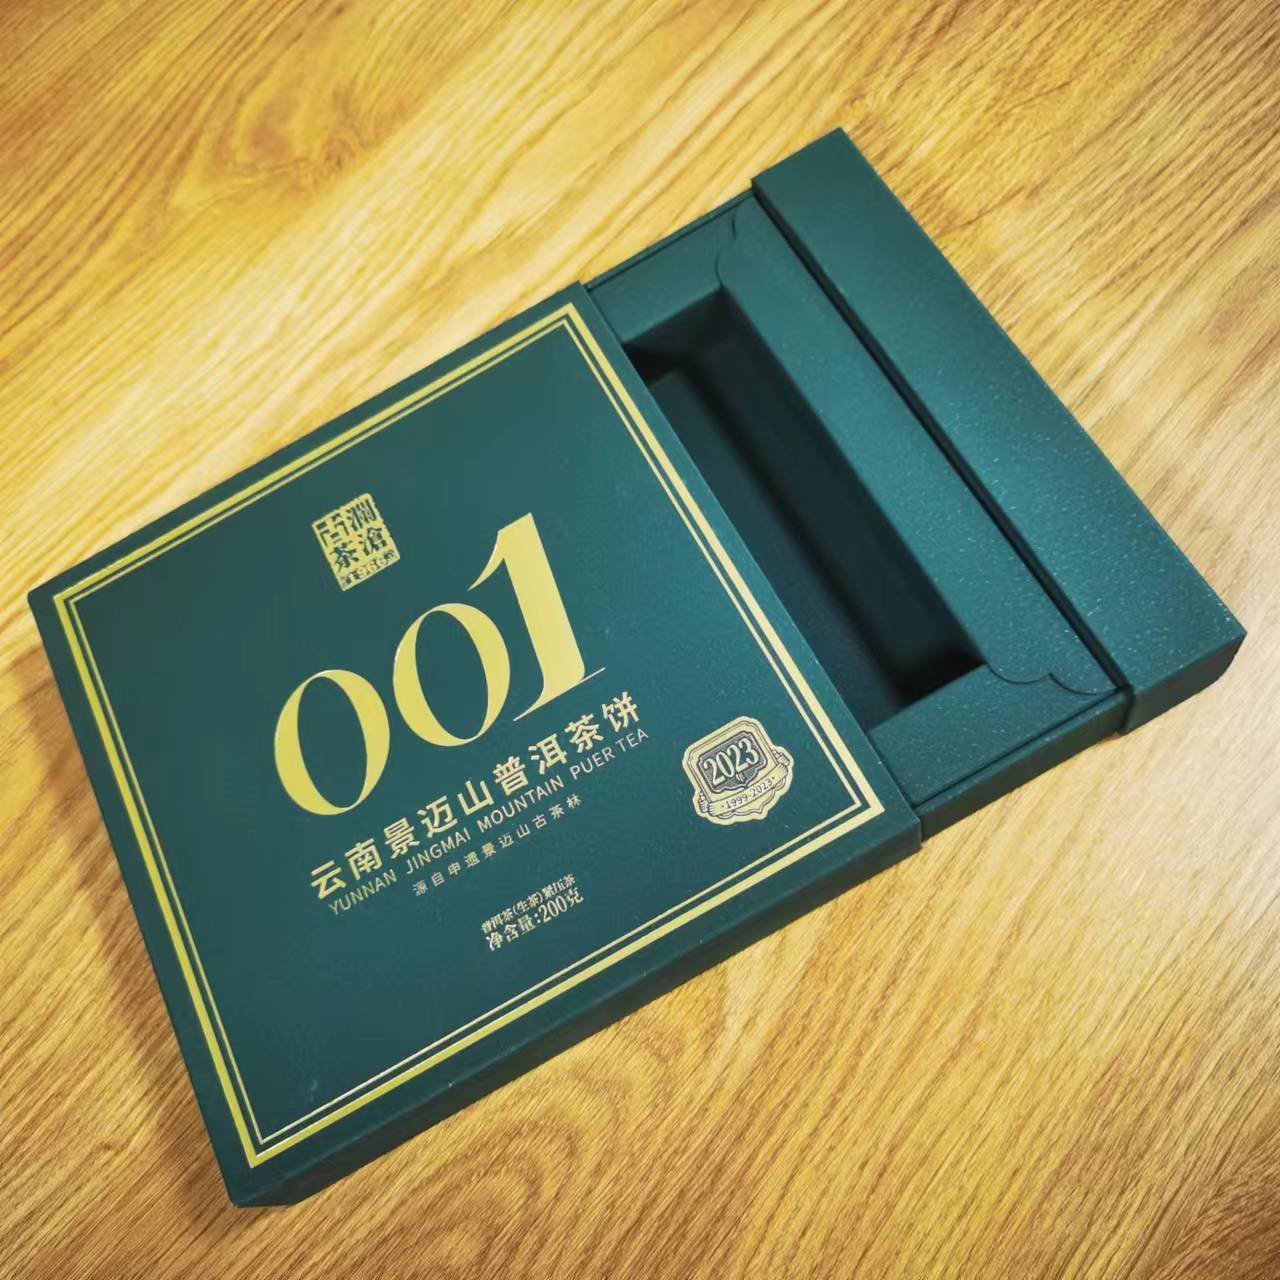 澜沧
古茶
1966
001
云南景迈山普洱茶饼
YUNNAN JINGMAI MOUNTAIN PUER TEA
源自申遗景迈山古茶林
普洱茶(生茶)紧压茶
净含量:200克
2023
·1999-2023·